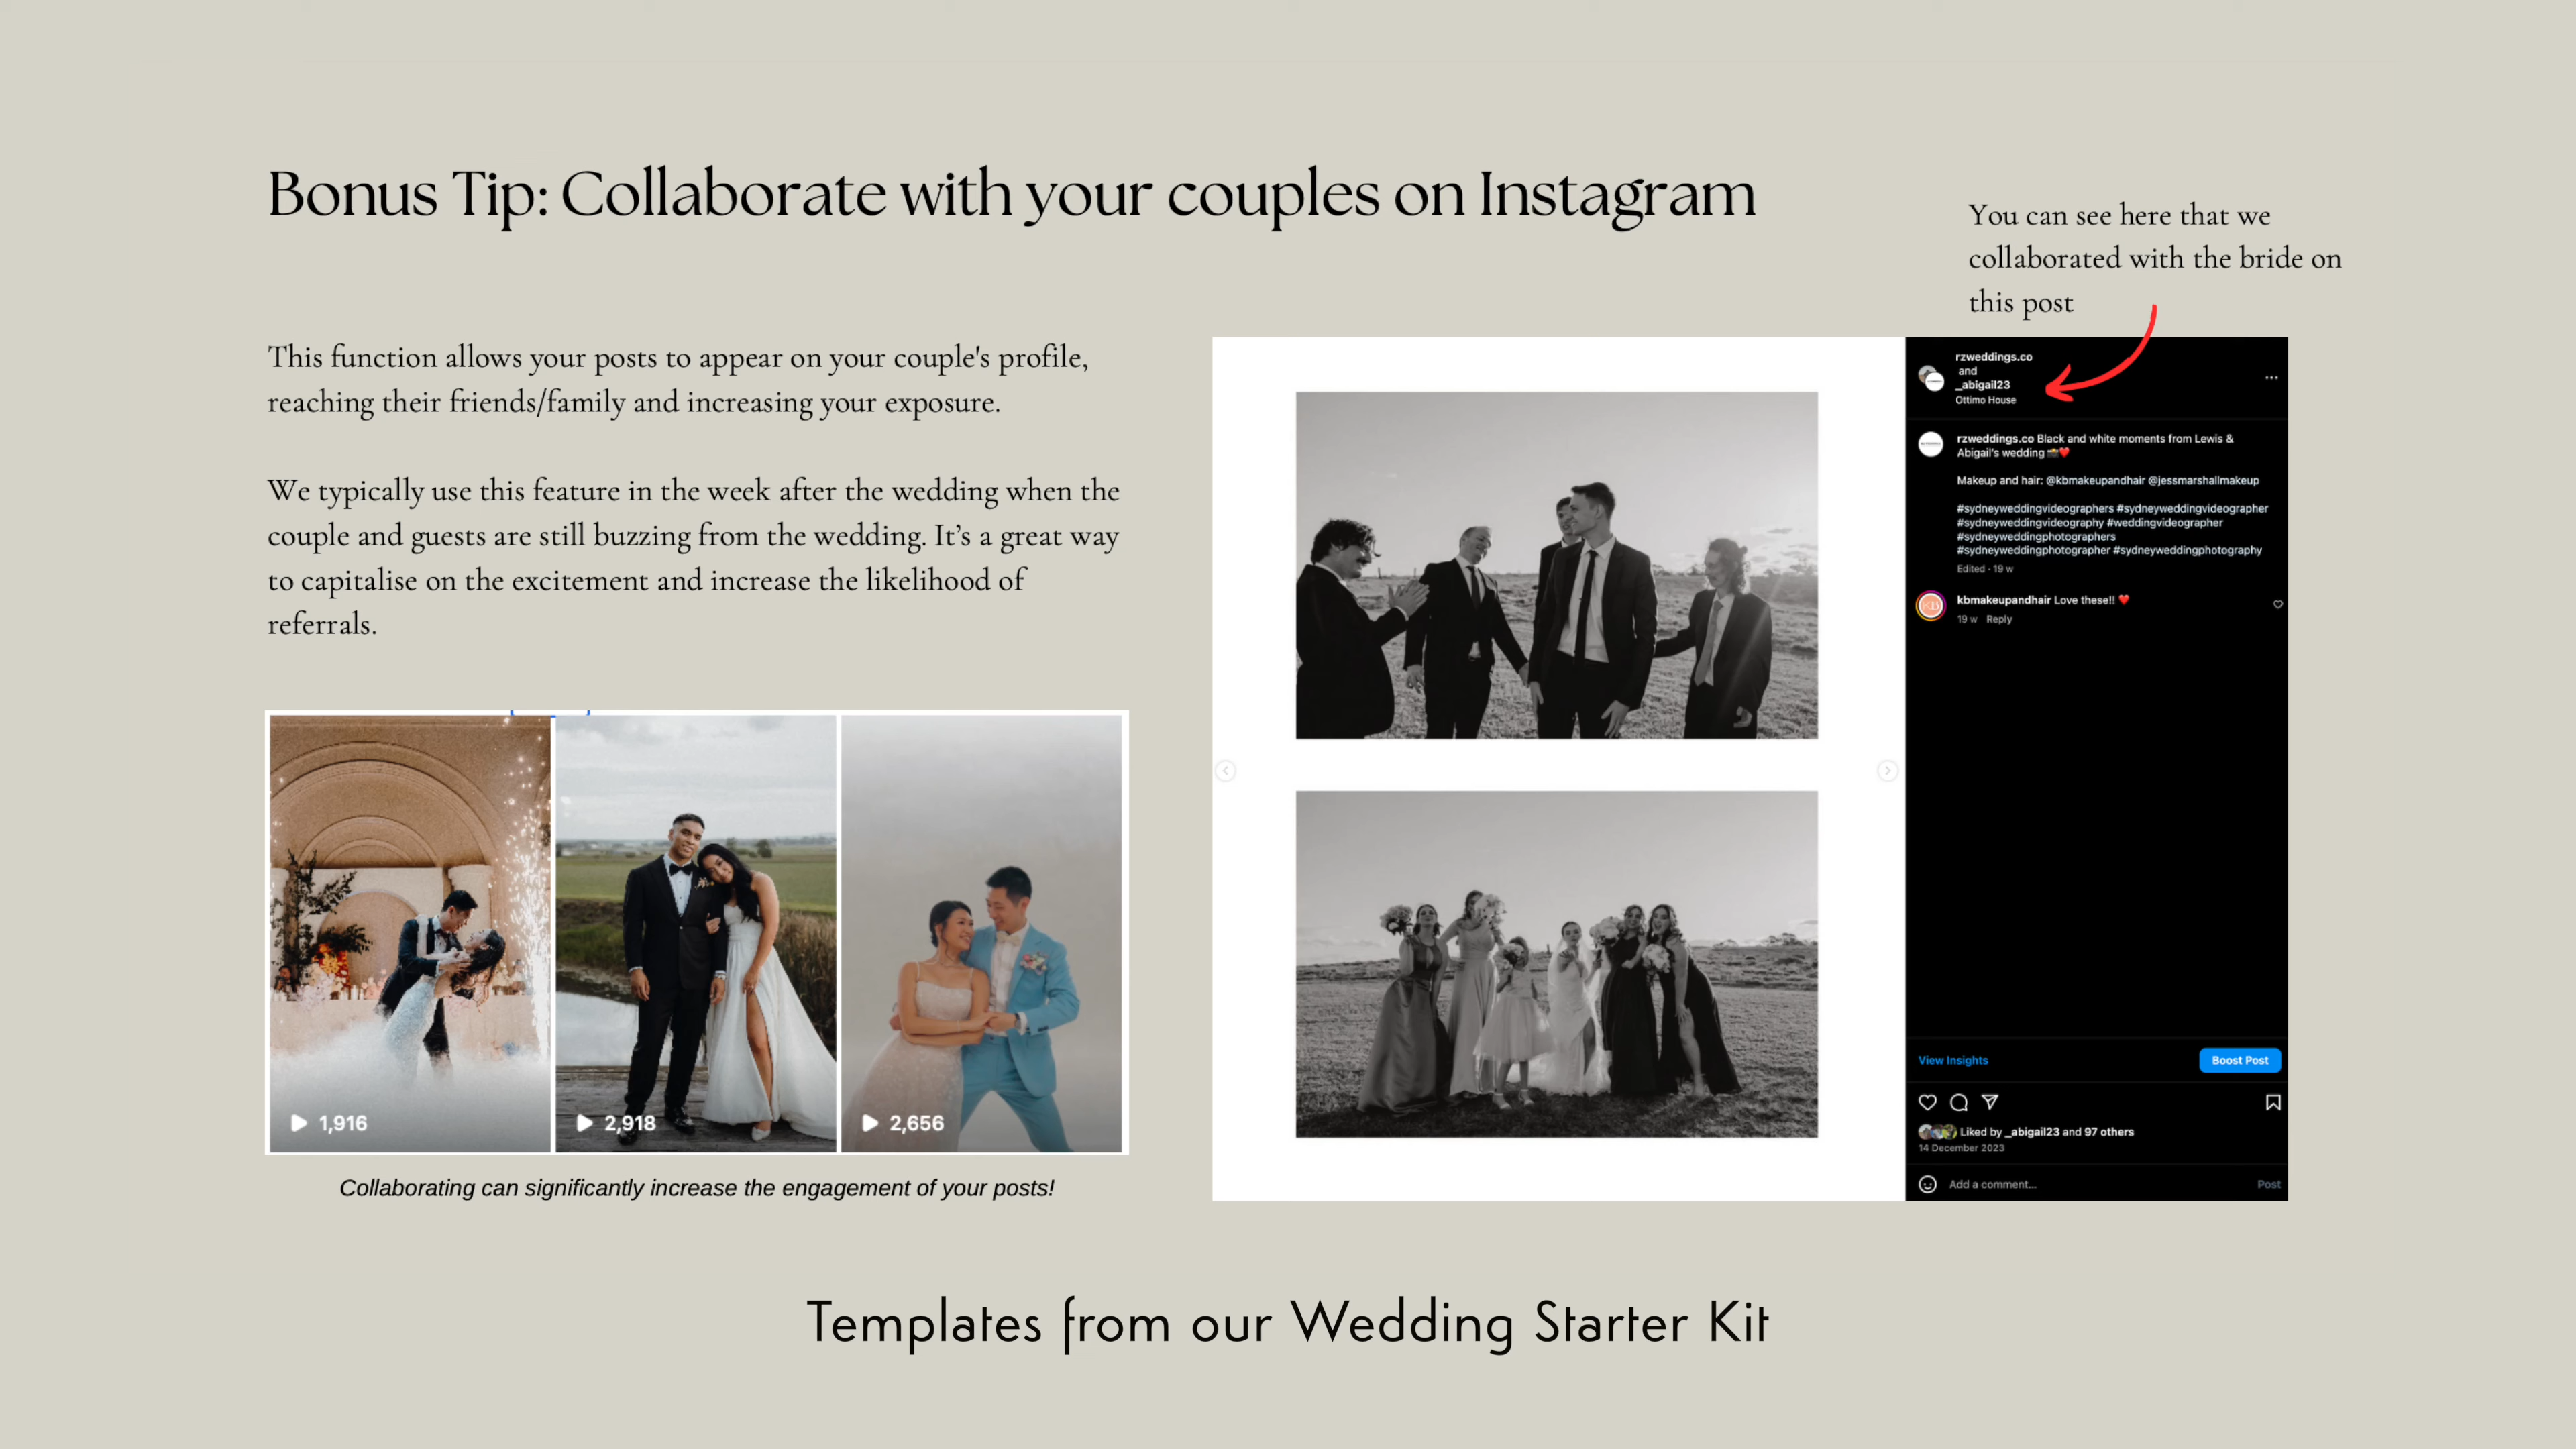 Bonus Tip: Collaborate with your couples on Instagram
You can see here that we
collaborated with the bride on
this post
This function allows your posts to appear on your couple's profile,
reaching their friends/family and increasing your exposure.
We typically use this feature in the week after the wedding when the
couple and guests are still buzzing from the wedding. It’s a great way
to capitalise on the excitement and increase the likelihood of
referrals.
1,916
2,918
2,656
Collaborating can significantly increase the engagement of your posts!
rzweddings.co
and
_abigail23
Ottimo House
rzweddings.co Black and white moments from Lewis &
Abigail's wedding 📸❤️
Makeup and hair: @kbmakeupandhair @jessmarshallmakeup
#sydneyweddingvideographers #sydneyweddingvideographer
#sydneyweddingvideography #weddingvideographer
#sydneyweddingphotographers
#sydneyweddingphotographer #sydneyweddingphotography
Edited · 19 w
kbmakeupandhair Love these!! ❤️
19 w Reply
View Insights
Boost Post
Liked by _abigail23 and 97 others
14 December 2023
Add a comment...
Post
Templates from our Wedding Starter Kit